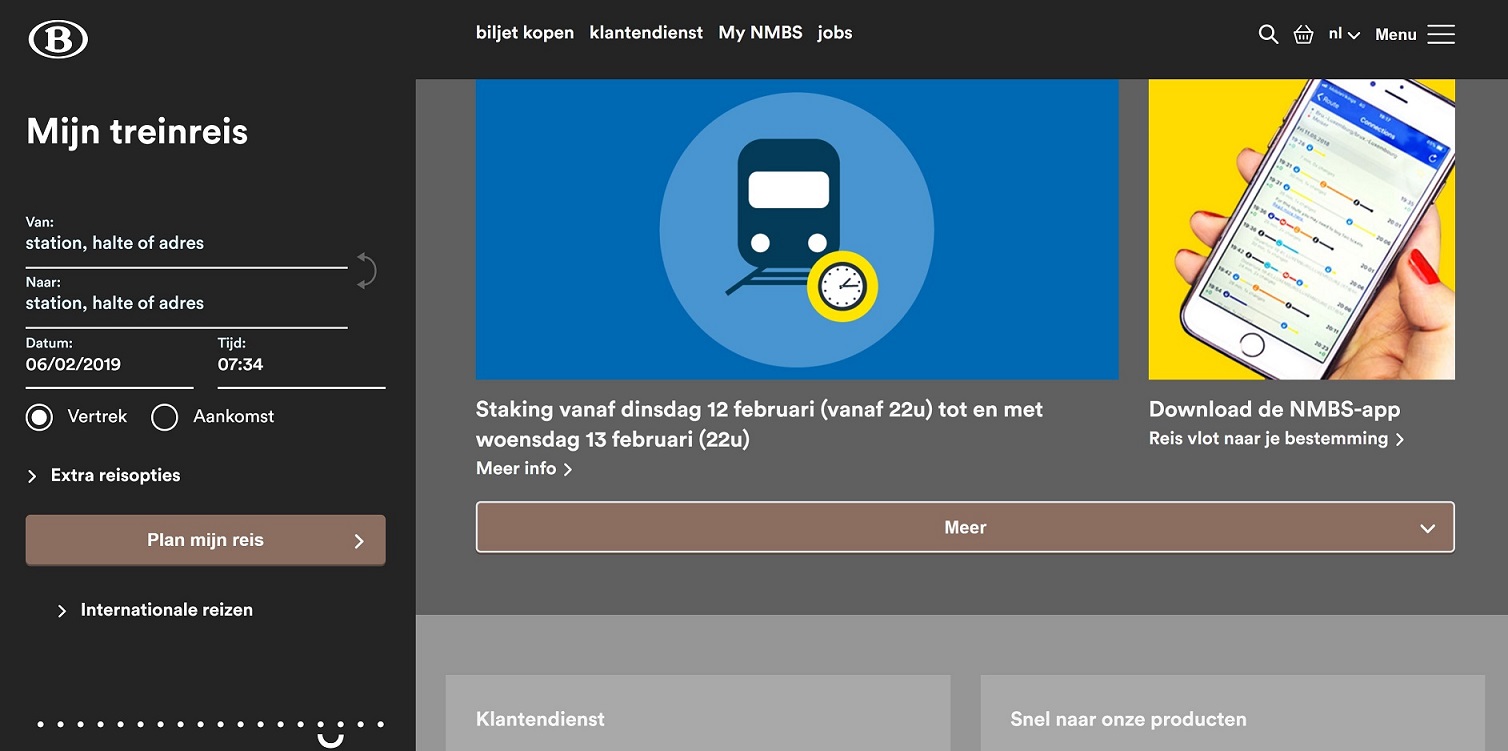 B
biljet kopen klantendienst My NMBS jobs
nl
Menu
Mijn treinreis
Van:
station, halte of adres
Naar:
station, halte of adres
Datum: Tijd:
06/02/2019 07:34
Vertrek Aankomst
Extra reisopties
Plan mijn reis
Internationale reizen
Route
Connections
Staking vanaf dinsdag 12 februari (vanaf 22u) tot en met
woensdag 13 februari (22u)
Meer info
Download de NMBS-app
Reis vlot naar je bestemming
Meer
Klantendienst
Snel naar onze producten